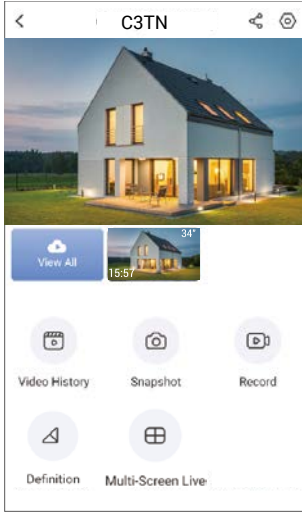 C3TN
View All
34"
15:57
Video History
Snapshot
Record
Definition
Multi-Screen Live